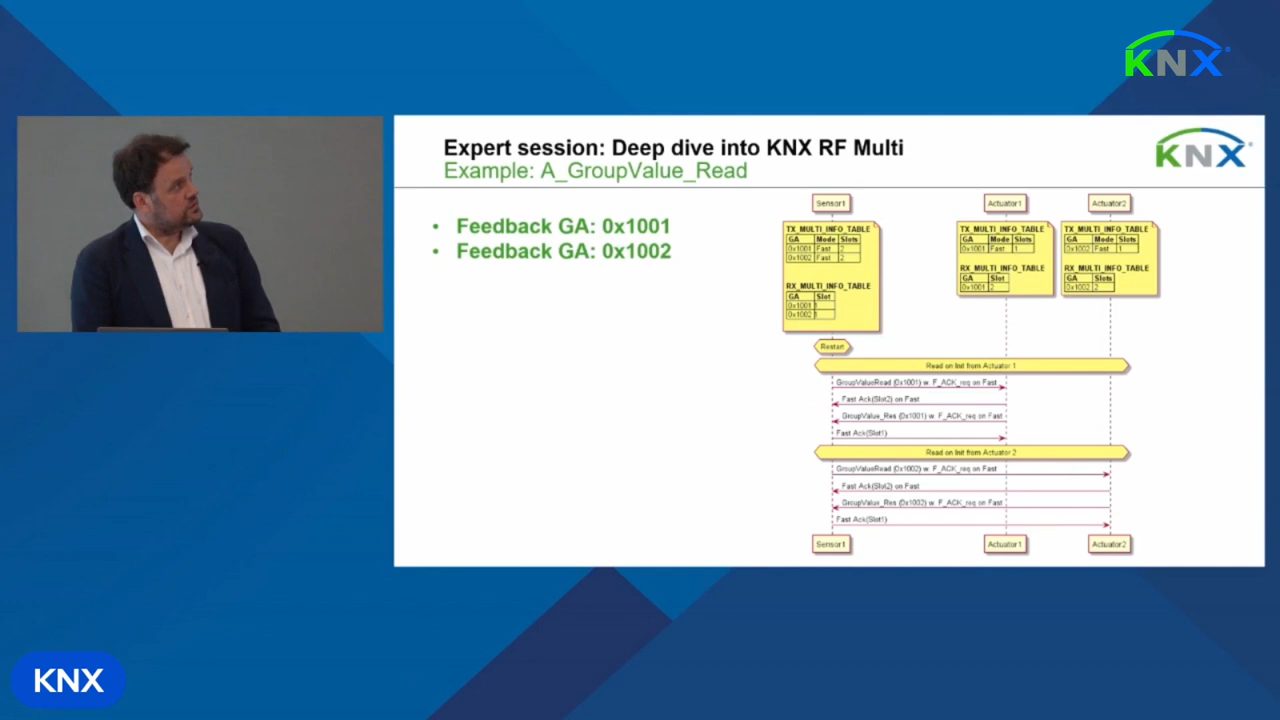 KNX
Expert session: Deep dive into KNX RF Multi
Example: A_GroupValue_Read
KNX
• Feedback GA: 0x1001
• Feedback GA: 0x1002
Sensor1 Actuator1 Actuator2
TX_MULTI_INFO_TABLE
GA Mode Slots
0x1001 Fast 2
0x1002 Fast 2
RX_MULTI_INFO_TABLE
GA Slot
0x1001 1
0x1002 1
TX_MULTI_INFO_TABLE
GA Mode Slots
0x1001 Fast 1
RX_MULTI_INFO_TABLE
GA Slot
0x1001 2
TX_MULTI_INFO_TABLE
GA Mode Slots
0x1002 Fast 1
RX_MULTI_INFO_TABLE
GA Slots
0x1002 2
Restart
Read on Init from Actuator 1
GroupValueRead (0x1001) w. F_ACK_req on Fast
Fast Ack(Slot2) on Fast
GroupValue_Res (0x1001) w. F_ACK_req on Fast
Fast Ack(Slot1)
Read on Init from Actuator 2
GroupValueRead (0x1002) w. F_ACK_req on Fast
Fast Ack(Slot2) on Fast
GroupValue_Res (0x1002) w. F_ACK_req on Fast
Fast Ack(Slot1)
Sensor1 Actuator1 Actuator2
KNX